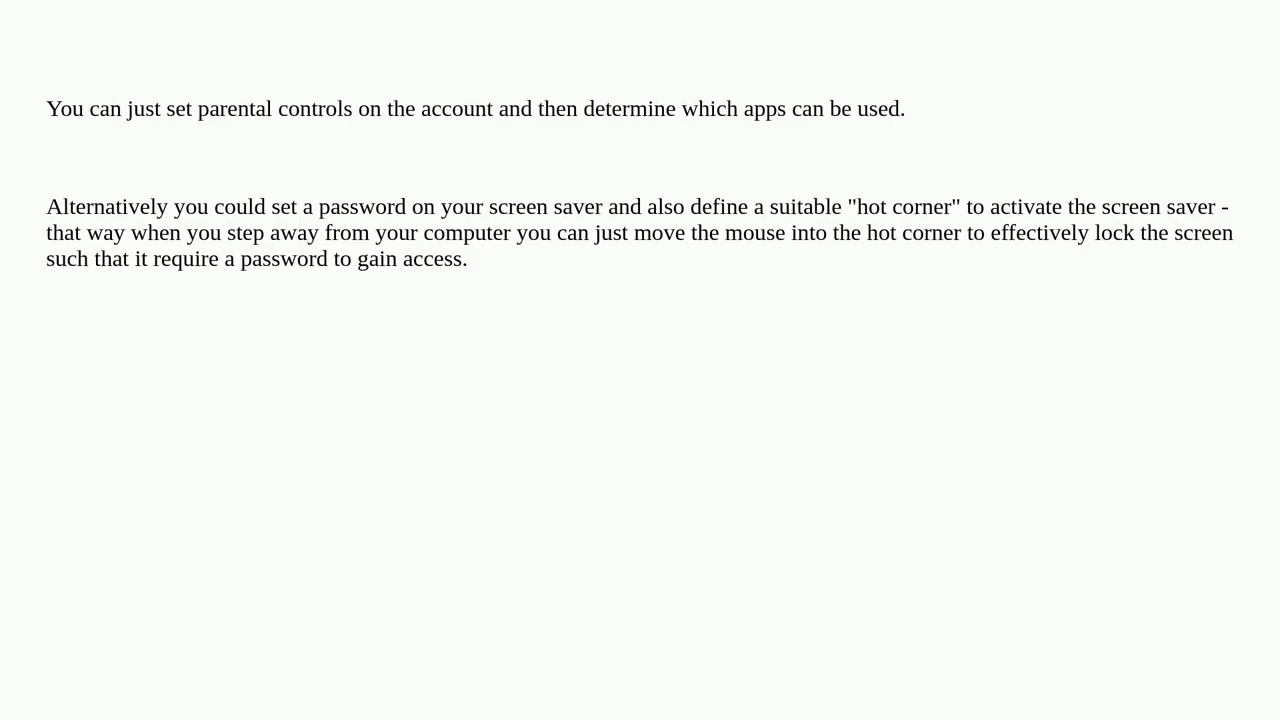 You can just set parental controls on the account and then determine which apps can be used.
Alternatively you could set a password on your screen saver and also define a suitable "hot corner" to activate the screen saver -
that way when you step away from your computer you can just move the mouse into the hot corner to effectively lock the screen
such that it require a password to gain access.